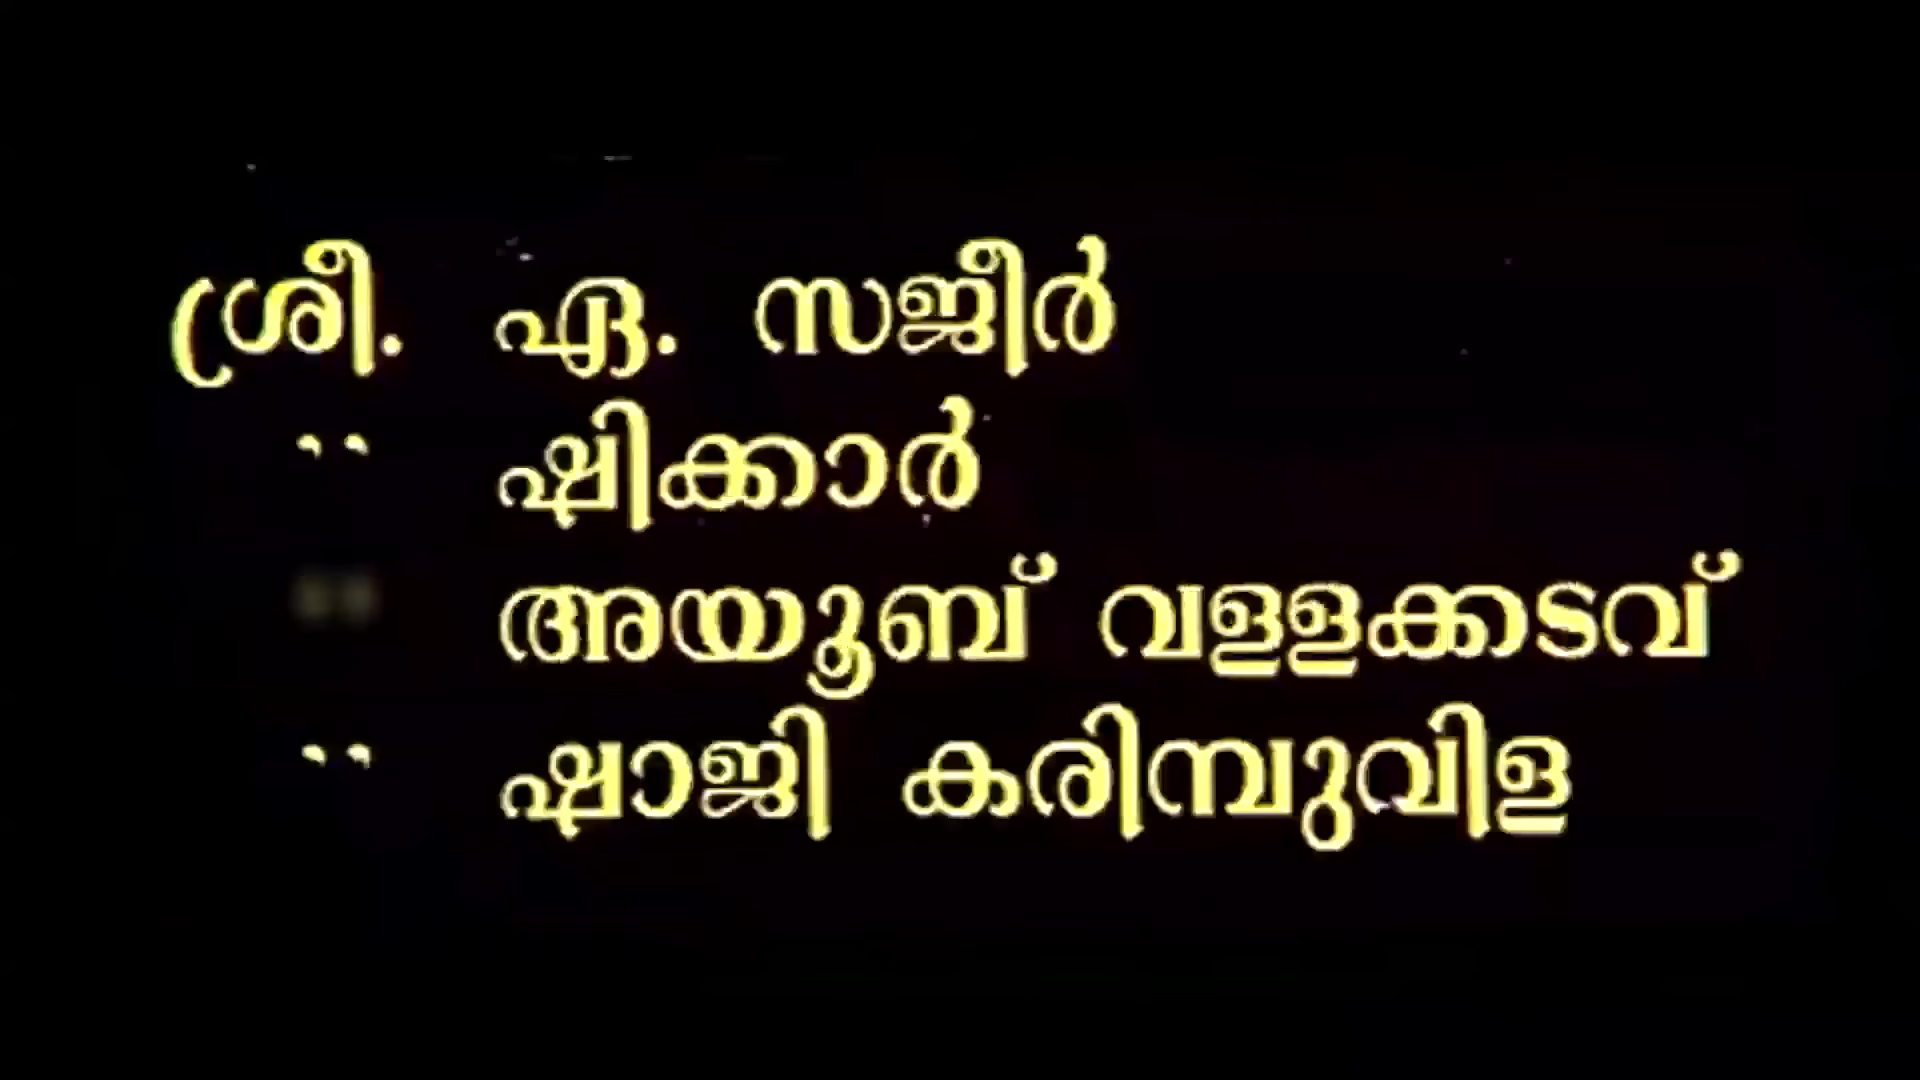 ശ്രീ. ഏ. സജീർ
" ഷിക്കാർ
" അയൂബ് വള്ളക്കടവ്
" ഷാജി കരിമ്പുവിള